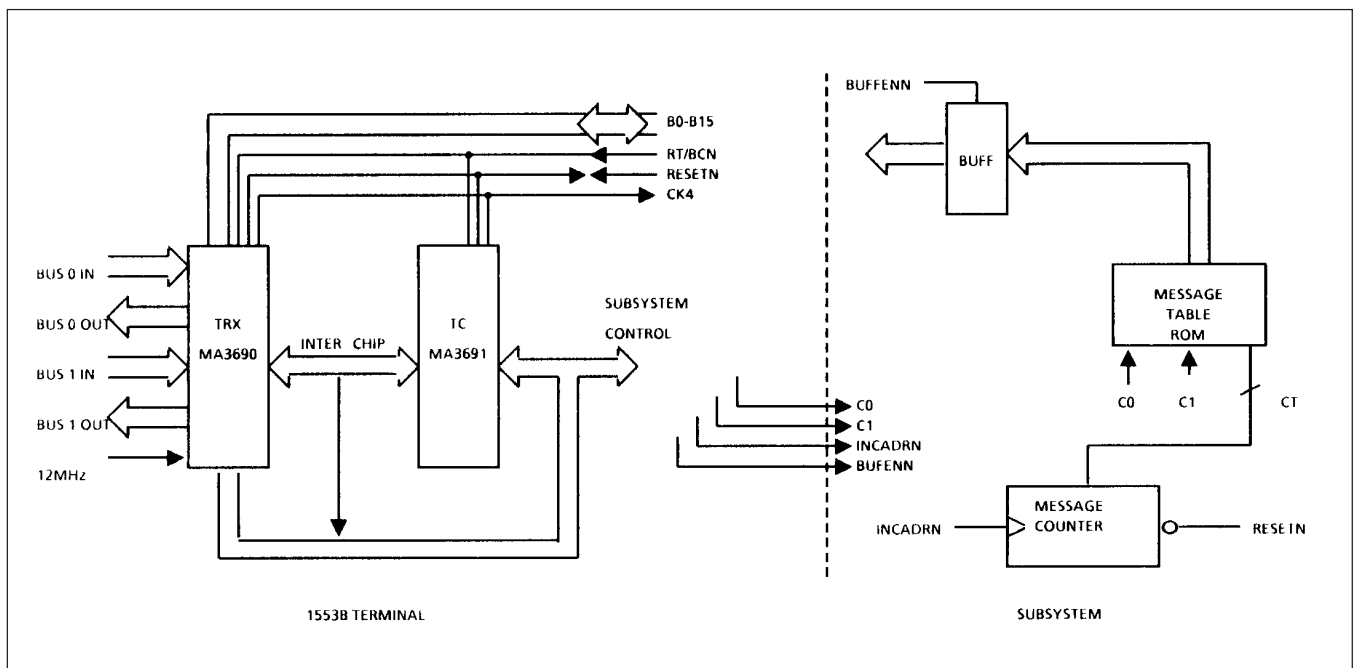 BUFFENN
B0-B15
RT/BCN
RESETN
CK4
BUFF
BUS 0 IN
BUS 0 OUT
BUS 1 IN
BUS 1 OUT
12MHz
TRX
MA3690
INTER CHIP
TC
MA3691
SUBSYSTEM
CONTROL
MESSAGE
TABLE
ROM
C0
C1
CT
C0
C1
INCADRN
BUFENN
INCADRN
MESSAGE
COUNTER
RESETN
1553B TERMINAL
SUBSYSTEM